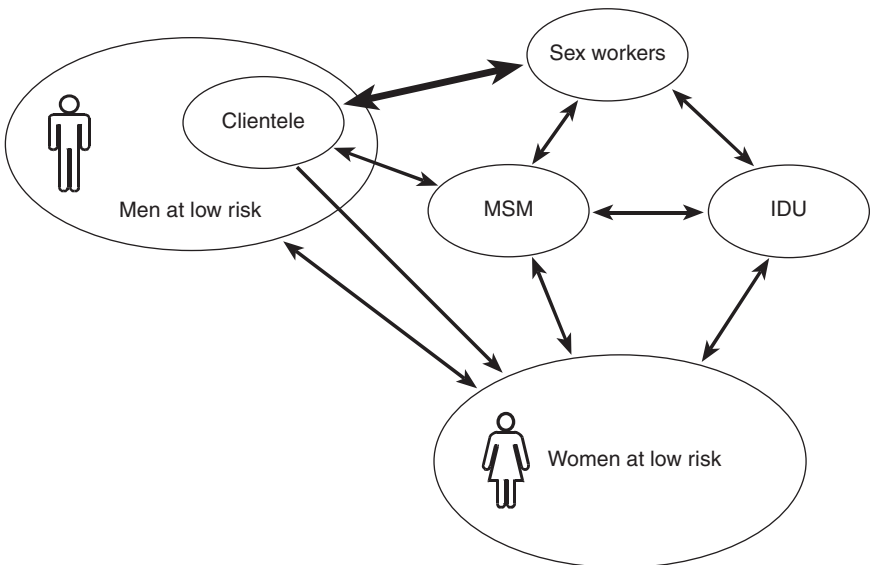 Sex workers
Clientele
Men at low risk
MSM
IDU
Women at low risk